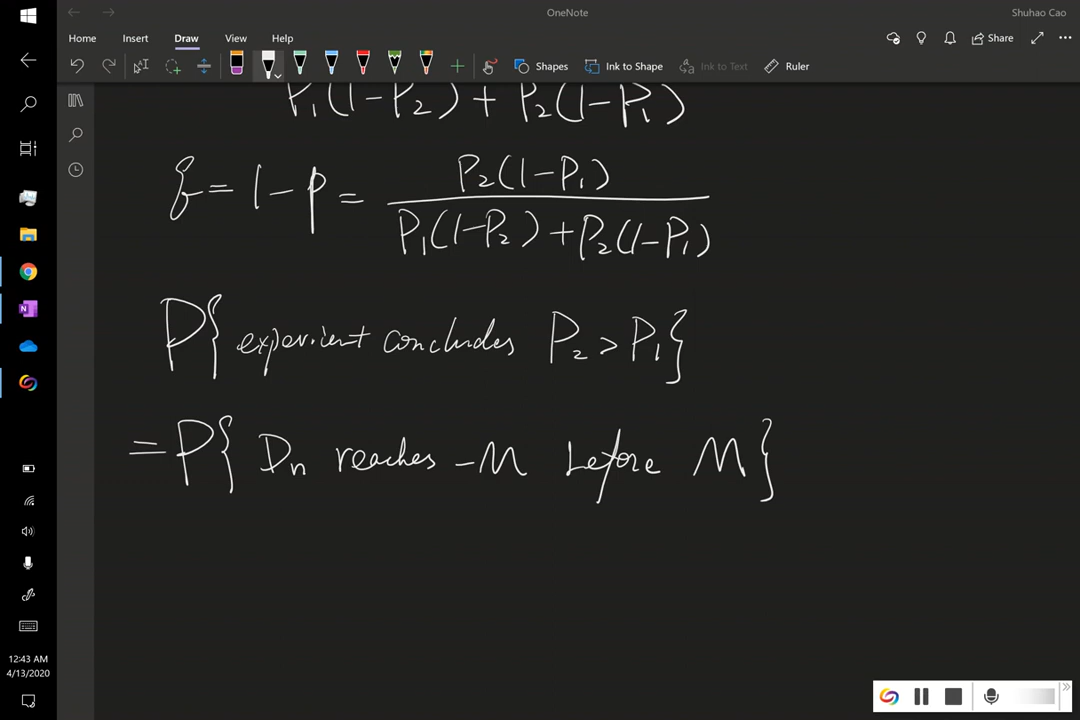 OneNote
Shuhao Cao
Home Insert Draw View Help
Share
Shapes Ink to Shape Ink to Text Ruler
P₁(1-P₂) + P₂(1-P₁)
q = 1 - p = P₂(1-P₁) / P₁(1-P₂)+P₂(1-P₁)
P{ experient concludes P₂ > P₁}
= P{ Dn reaches -M before M}
12:43 AM
4/13/2020